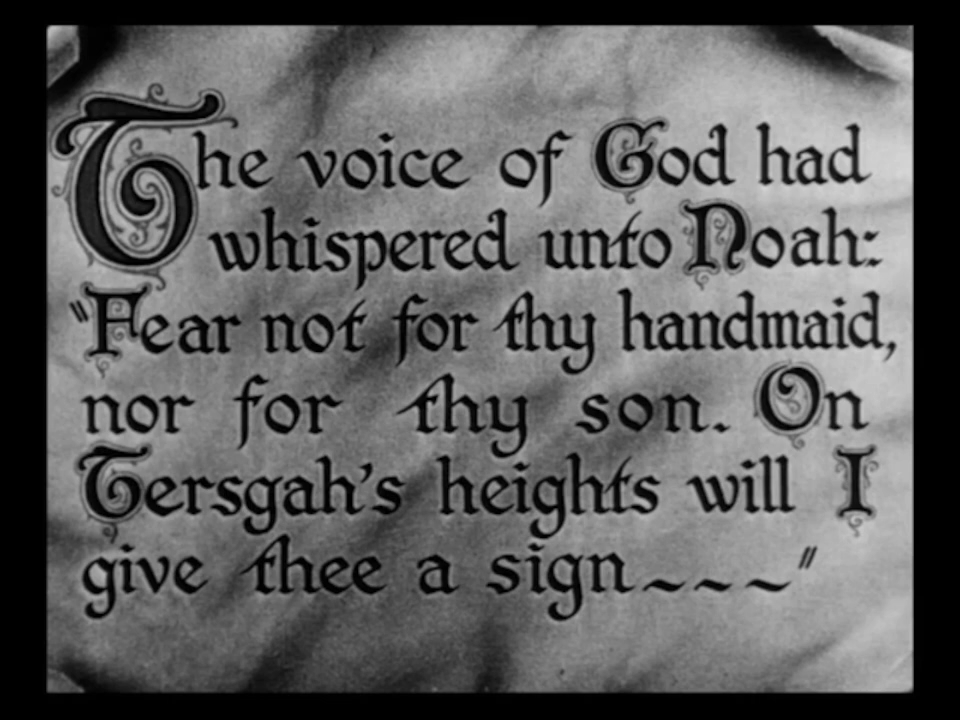 The voice of God had
whispered unto Noah:
"Fear not for thy handmaid,
nor for thy son. On
Tersgah's heights will I
give thee a sign~~~"